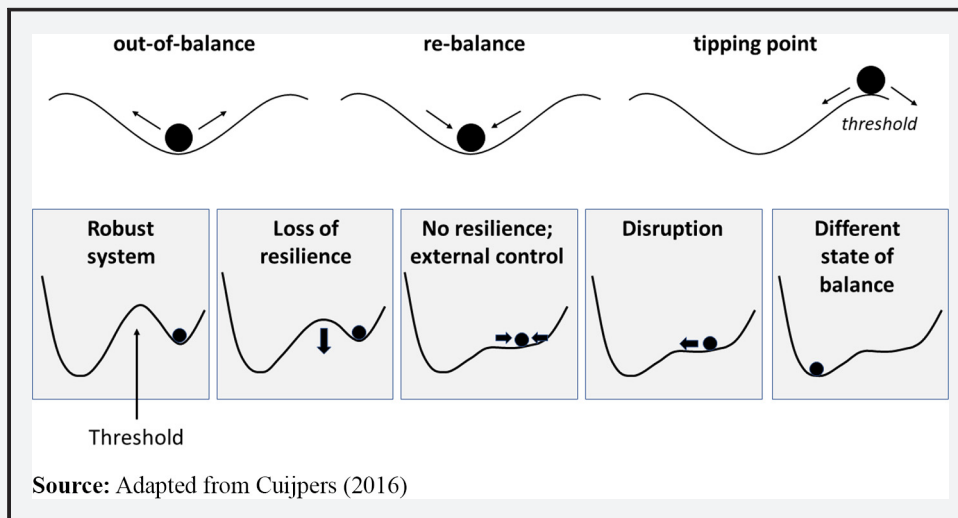 out-of-balance
re-balance
tipping point
threshold
Robust
system
Loss of
resilience
No resilience;
external control
Disruption
Different
state of
balance
Threshold
Source: Adapted from Cuijpers (2016)